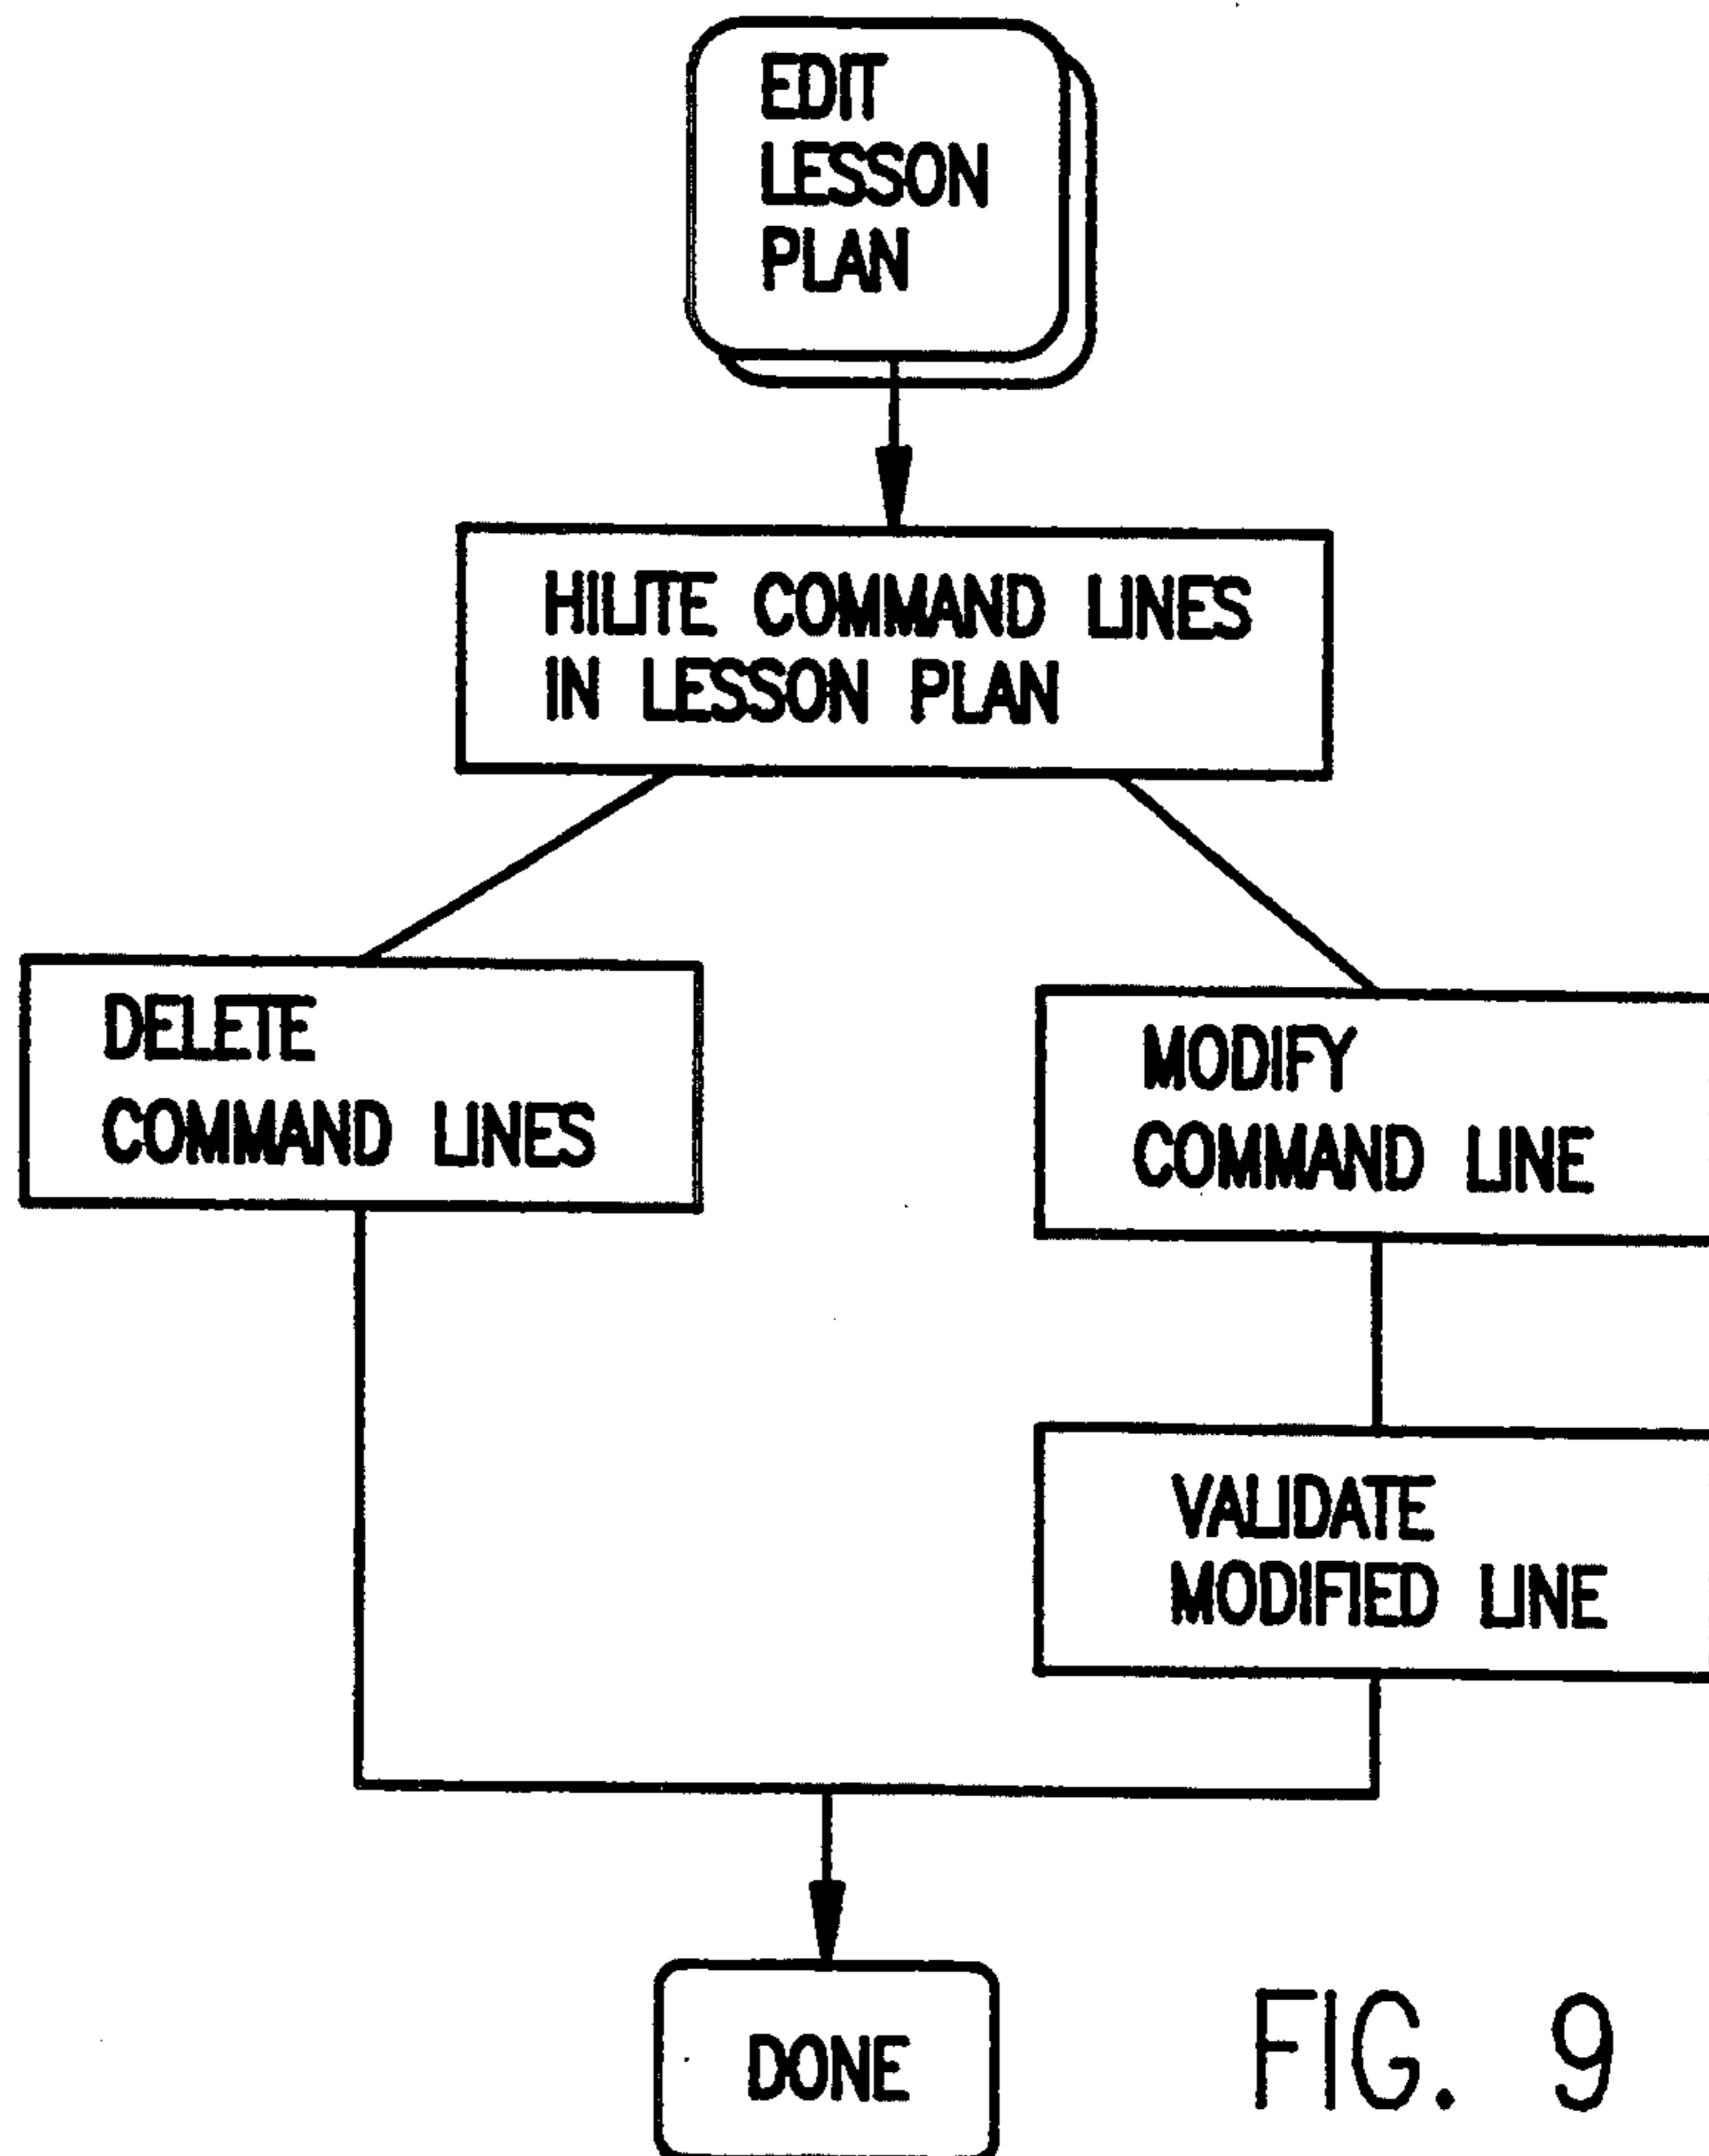 EDIT
LESSON
PLAN
HILITE COMMAND LINES
IN LESSON PLAN
DELETE
COMMAND LINES
MODIFY
COMMAND LINE
VALIDATE
MODIFIED LINE
DONE
FIG. 9